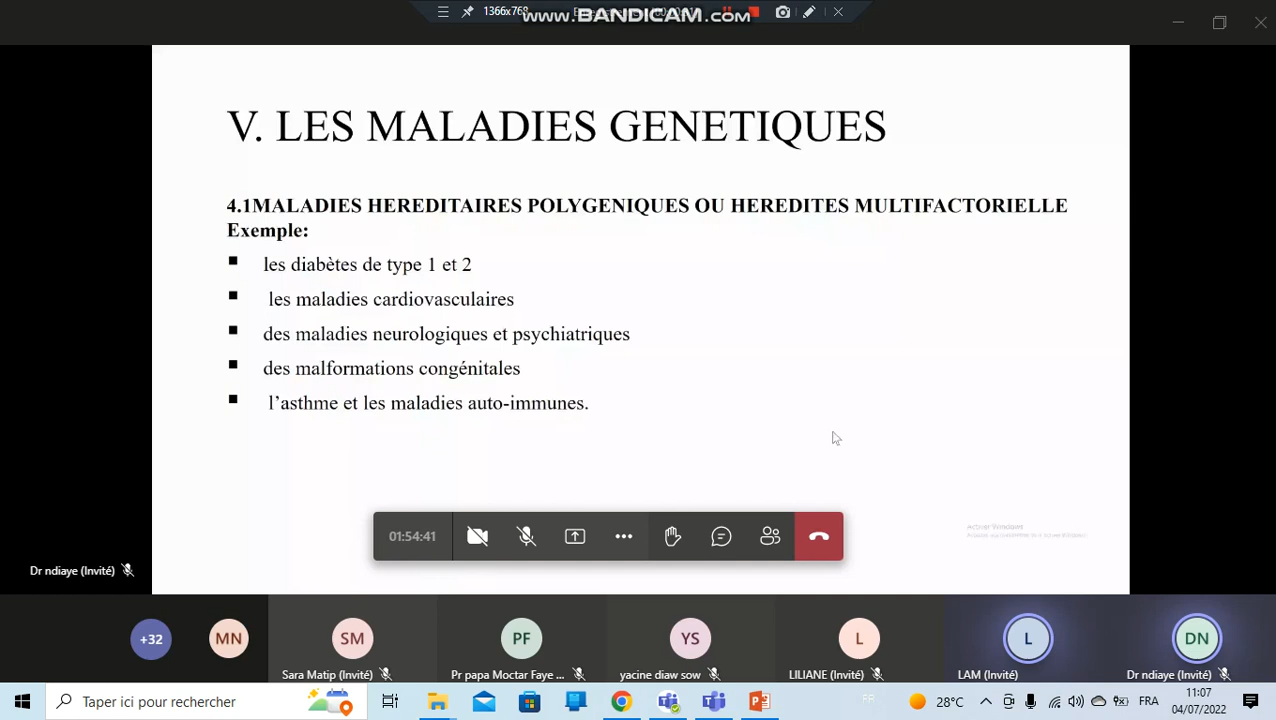 1366x768
www.BANDICAM.com
V. LES MALADIES GENETIQUES
4.1MALADIES HEREDITAIRES POLYGENIQUES OU HEREDITES MULTIFACTORIELLE
Exemple:
les diabètes de type 1 et 2
les maladies cardiovasculaires
des maladies neurologiques et psychiatriques
des malformations congénitales
l'asthme et les maladies auto-immunes.
01:54:41
Activer Windows
Dr ndiaye (Invité)
+32
MN
SM
PF
YS
L
L
DN
Sara Matip (Invité)
Pr papa Moctar Faye ...
yacine diaw sow
LILIANE (Invité)
LAM (Invité)
Dr ndiaye (Invité)
Taper ici pour rechercher
FR
28°C
FRA
11:07
04/07/2022